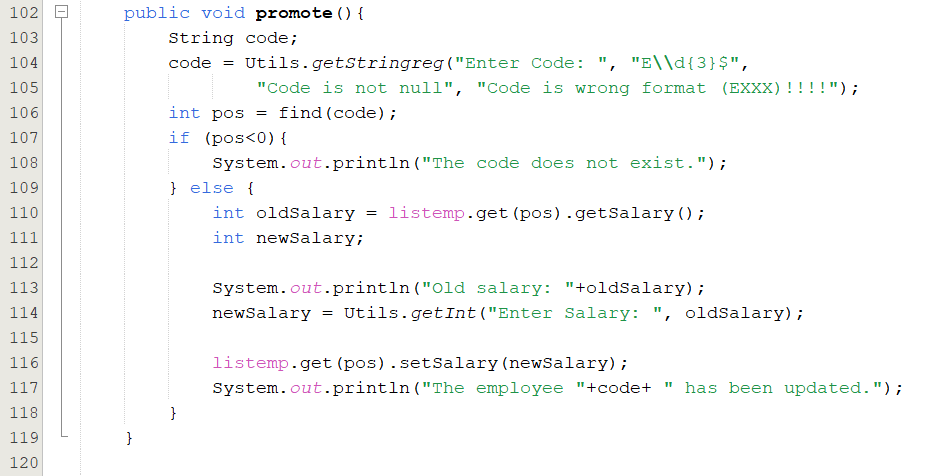 102 public void promote(){
103 String code;
104 code = Utils.getStringreg("Enter Code: ", "E\\d{3}$",
105 "Code is not null", "Code is wrong format (EXXX)!!!!");
106 int pos = find(code);
107 if (pos<0){
108 System.out.println("The code does not exist.");
109 } else {
110 int oldSalary = listemp.get(pos).getSalary();
111 int newSalary;
112
113 System.out.println("Old salary: "+oldSalary);
114 newSalary = Utils.getInt("Enter Salary: ", oldSalary);
115
116 listemp.get(pos).setSalary(newSalary);
117 System.out.println("The employee "+code+ " has been updated.");
118 }
119 }
120